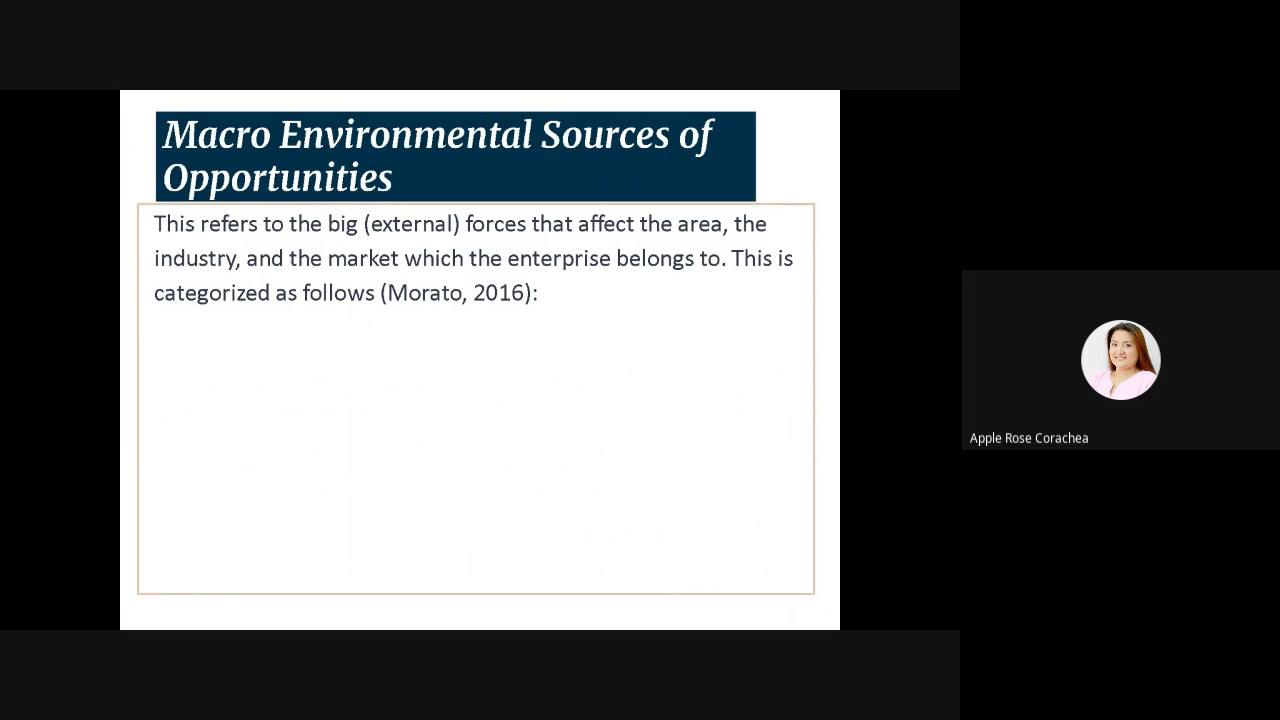 Macro Environmental Sources of
Opportunities
This refers to the big (external) forces that affect the area, the
industry, and the market which the enterprise belongs to. This is
categorized as follows (Morato, 2016):
Apple Rose Corachea